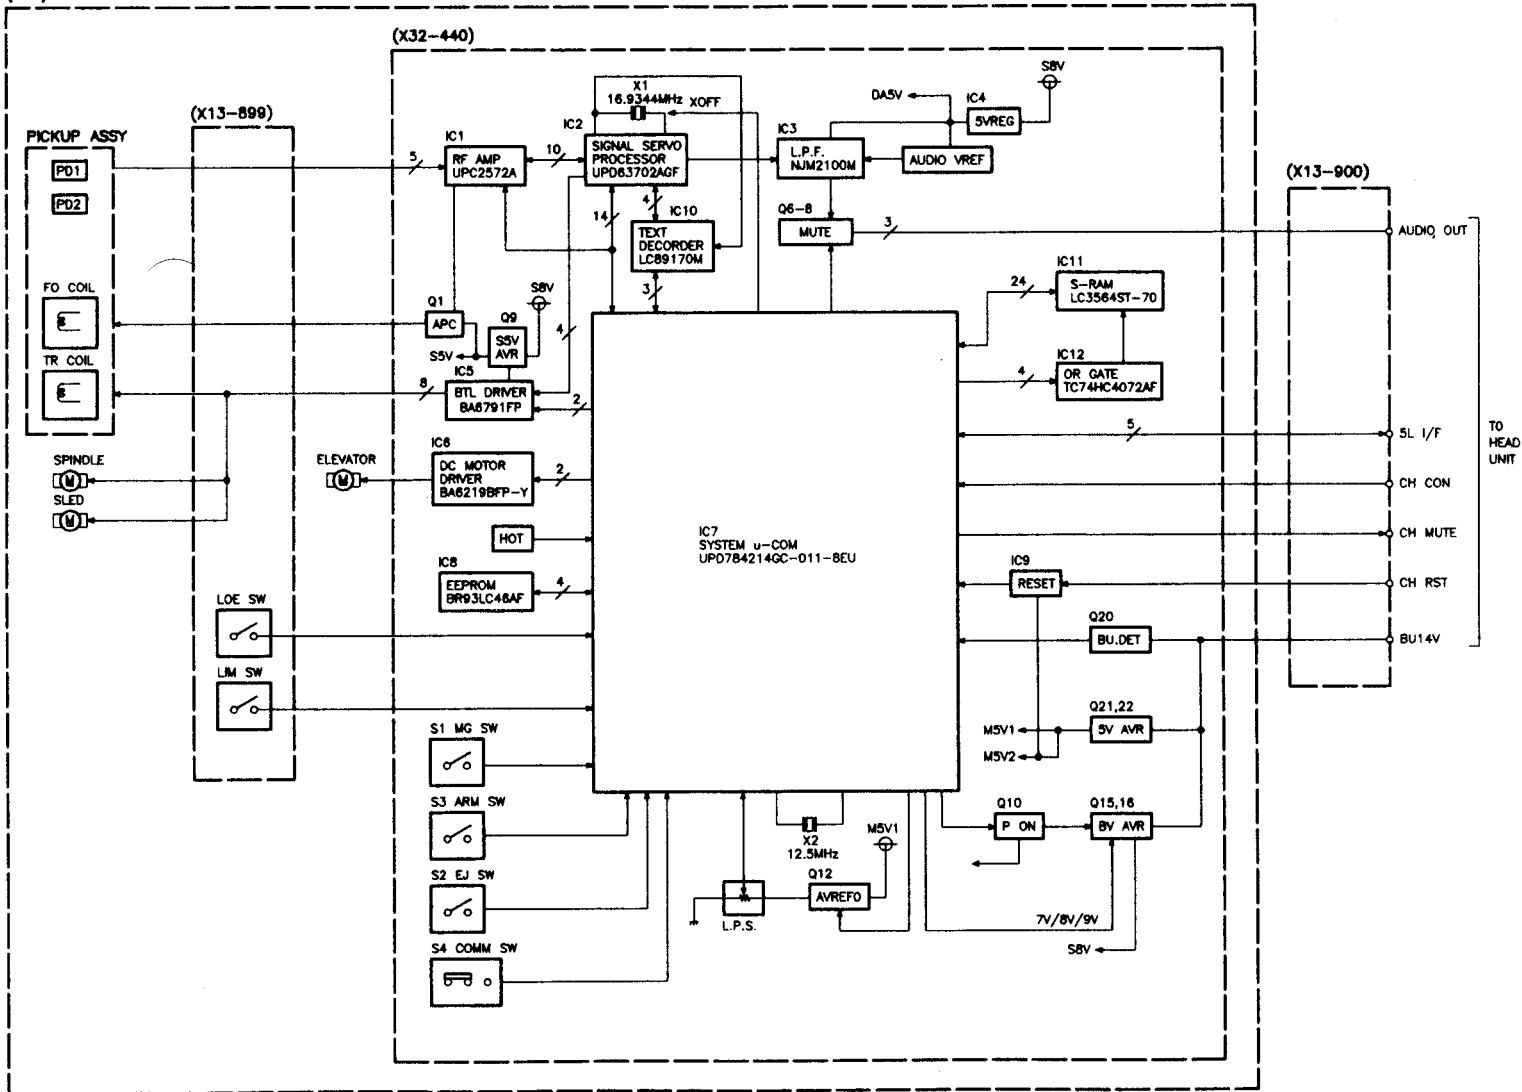 (X32-440)
(X13-899)
PICKUP ASSY
PD1
PD2
FO COIL
TR COIL
SPINDLE
M
SLED
M
LOE SW
LIM SW
ELEVATOR
M
5
IC1
RF AMP
UPC2572A
10
X1
16.9344MHz
XOFF
IC2
SIGNAL SERVO
PROCESSOR
UPD63702AGF
14
4
IC10
TEXT
DECORDER
LC89170M
3
IC3
L.P.F.
NJM2100M
DA5V
IC4
5VREG
S8V
AUDIO VREF
Q6-8
MUTE
3
Q1
APC
Q9
S5V
AVR
S8V
S5V
4
IC5
BTL DRIVER
BA6791FP
8
2
IC6
DC MOTOR
DRIVER
BA6219BFP-Y
2
HOT
IC8
EEPROM
BR93LC46AF
4
IC7
SYSTEM u-COM
UPD784214GC-011-8EU
IC11
S-RAM
LC3564ST-70
24
IC12
OR GATE
TC74HC4072AF
4
5
IC9
RESET
Q20
BU.DET
Q21,22
5V AVR
M5V1
M5V2
Q10
P ON
Q15,16
BV AVR
7V/8V/9V
S8V
S1 MG SW
S3 ARM SW
S2 EJ SW
S4 COMM SW
X2
12.5MHz
M5V1
Q12
AVREF0
L.P.S.
(X13-900)
AUDIO OUT
5L I/F
CH CON
CH MUTE
CH RST
BU14V
TO
HEAD
UNIT